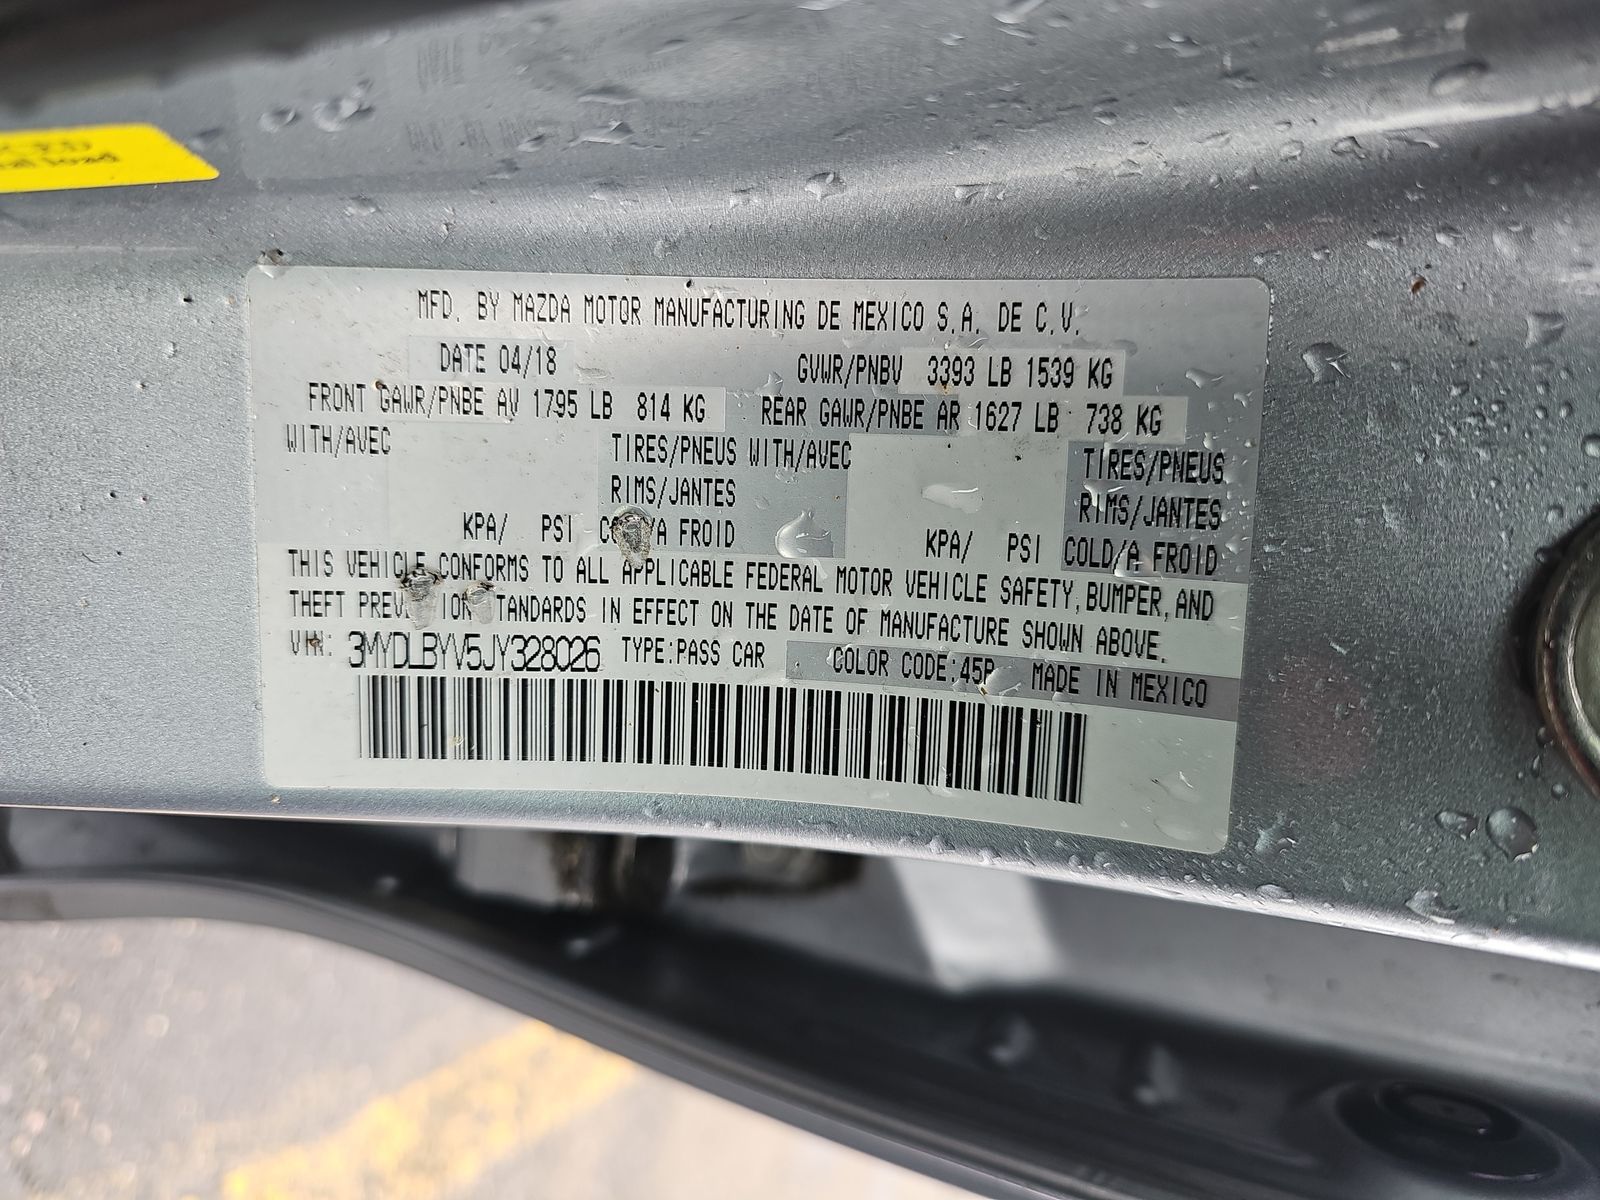 MFD. BY MAZDA MOTOR MANUFACTURING DE MEXICO S.A. DE C.V.
DATE 04/18 GVWR/PNBV 3393 LB 1539 KG
FRONT GAWR/PNBE AV 1795 LB 814 KG REAR GAWR/PNBE AR 1627 LB 738 KG
WITH/AVEC TIRES/PNEUS WITH/AVEC TIRES/PNEUS
RIMS/JANTES RIMS/JANTES
KPA/ PSI A FROID KPA/ PSI COLD/A FROID
THIS VEHICLE CONFORMS TO ALL APPLICABLE FEDERAL MOTOR VEHICLE SAFETY, BUMPER, AND
THEFT PREVENTION STANDARDS IN EFFECT ON THE DATE OF MANUFACTURE SHOWN ABOVE.
VIN: 3MYDLBYV5JY328026 TYPE:PASS CAR COLOR CODE:45P MADE IN MEXICO